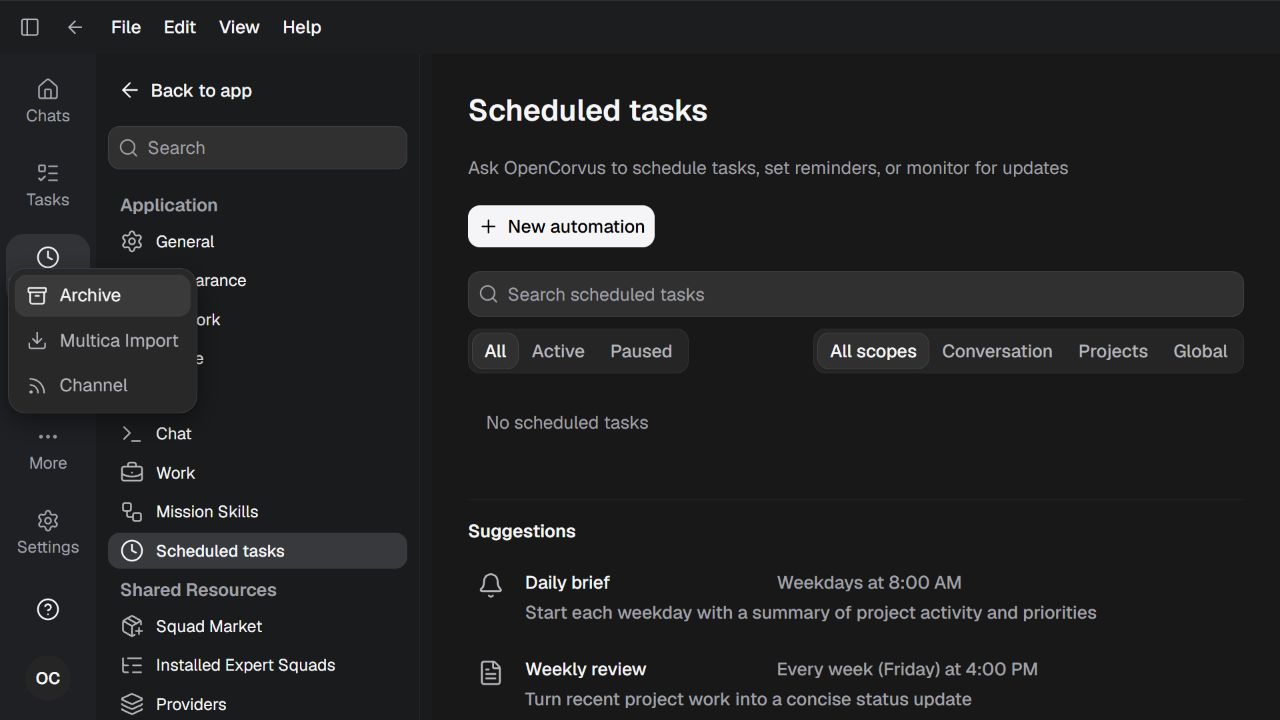 File Edit View Help
Chats
Tasks
Archive
Multica Import
Channel
More
Settings
OC
Back to app
Search
Application
General
arance
ork
e
Chat
Work
Mission Skills
Scheduled tasks
Shared Resources
Squad Market
Installed Expert Squads
Providers
Scheduled tasks
Ask OpenCorvus to schedule tasks, set reminders, or monitor for updates
New automation
Search scheduled tasks
All Active Paused
All scopes Conversation Projects Global
No scheduled tasks
Suggestions
Daily brief Weekdays at 8:00 AM
Start each weekday with a summary of project activity and priorities
Weekly review Every week (Friday) at 4:00 PM
Turn recent project work into a concise status update